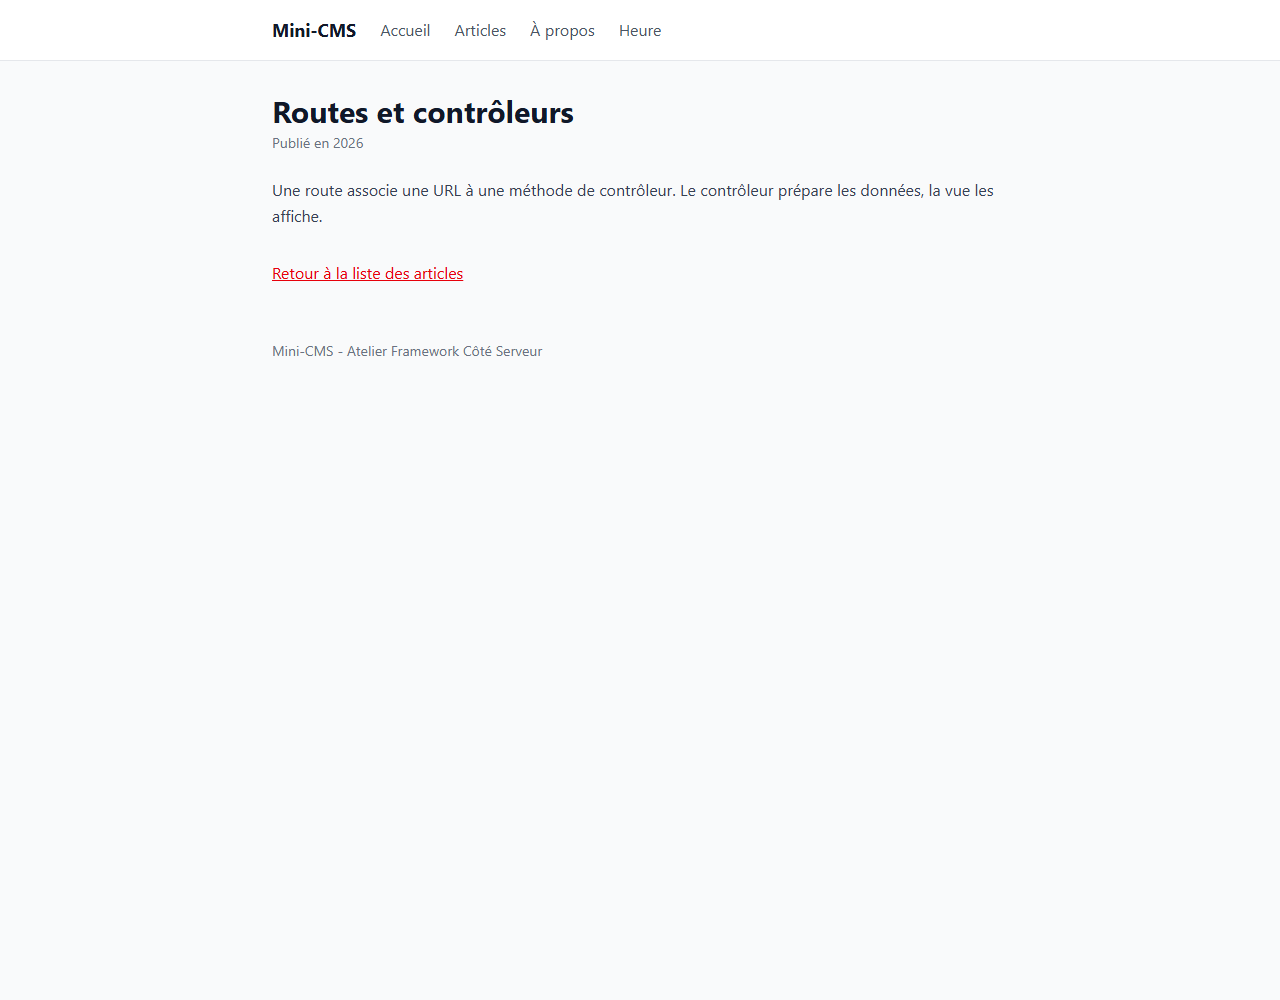 Mini-CMS Accueil Articles À propos Heure
Routes et contrôleurs
Publié en 2026
Une route associe une URL à une méthode de contrôleur. Le contrôleur prépare les données, la vue les
affiche.
Retour à la liste des articles
Mini-CMS - Atelier Framework Côté Serveur